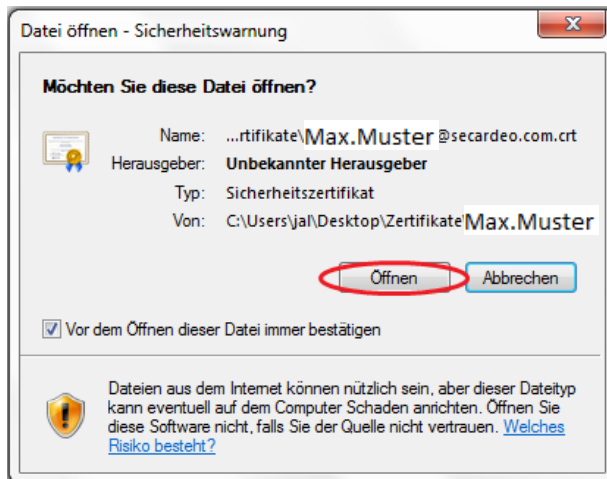 Datei öffnen - Sicherheitswarnung
Möchten Sie diese Datei öffnen?
Name: ...rtifikate\Max.Muster@secardeo.com.crt
Herausgeber: Unbekannter Herausgeber
Typ: Sicherheitszertifikat
Von: C:\Users\jal\Desktop\Zertifikate\Max.Muster
Öffnen Abbrechen
Vor dem Öffnen dieser Datei immer bestätigen
Dateien aus dem Internet können nützlich sein, aber dieser Dateityp
kann eventuell auf dem Computer Schaden anrichten. Öffnen Sie
diese Software nicht, falls Sie der Quelle nicht vertrauen. Welches
Risiko besteht?